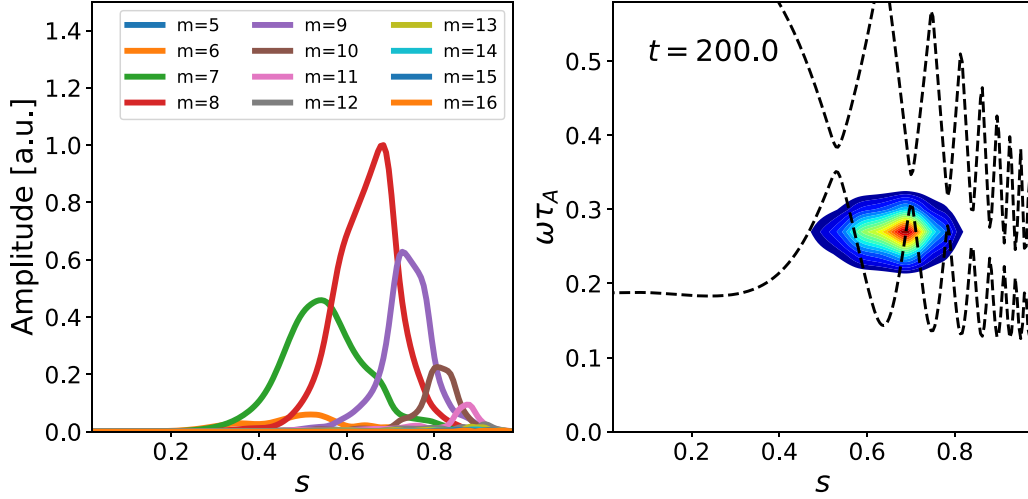 1.4
1.2
1.0
0.8
0.6
0.4
0.2
0.0
Amplitude [a.u.]
m=5 m=9 m=13
m=6 m=10 m=14
m=7 m=11 m=15
m=8 m=12 m=16
0.2 0.4 0.6 0.8
s
0.5
0.4
0.3
0.2
0.1
0.0
ωτ_A
t = 200.0
0.2 0.4 0.6 0.8
s